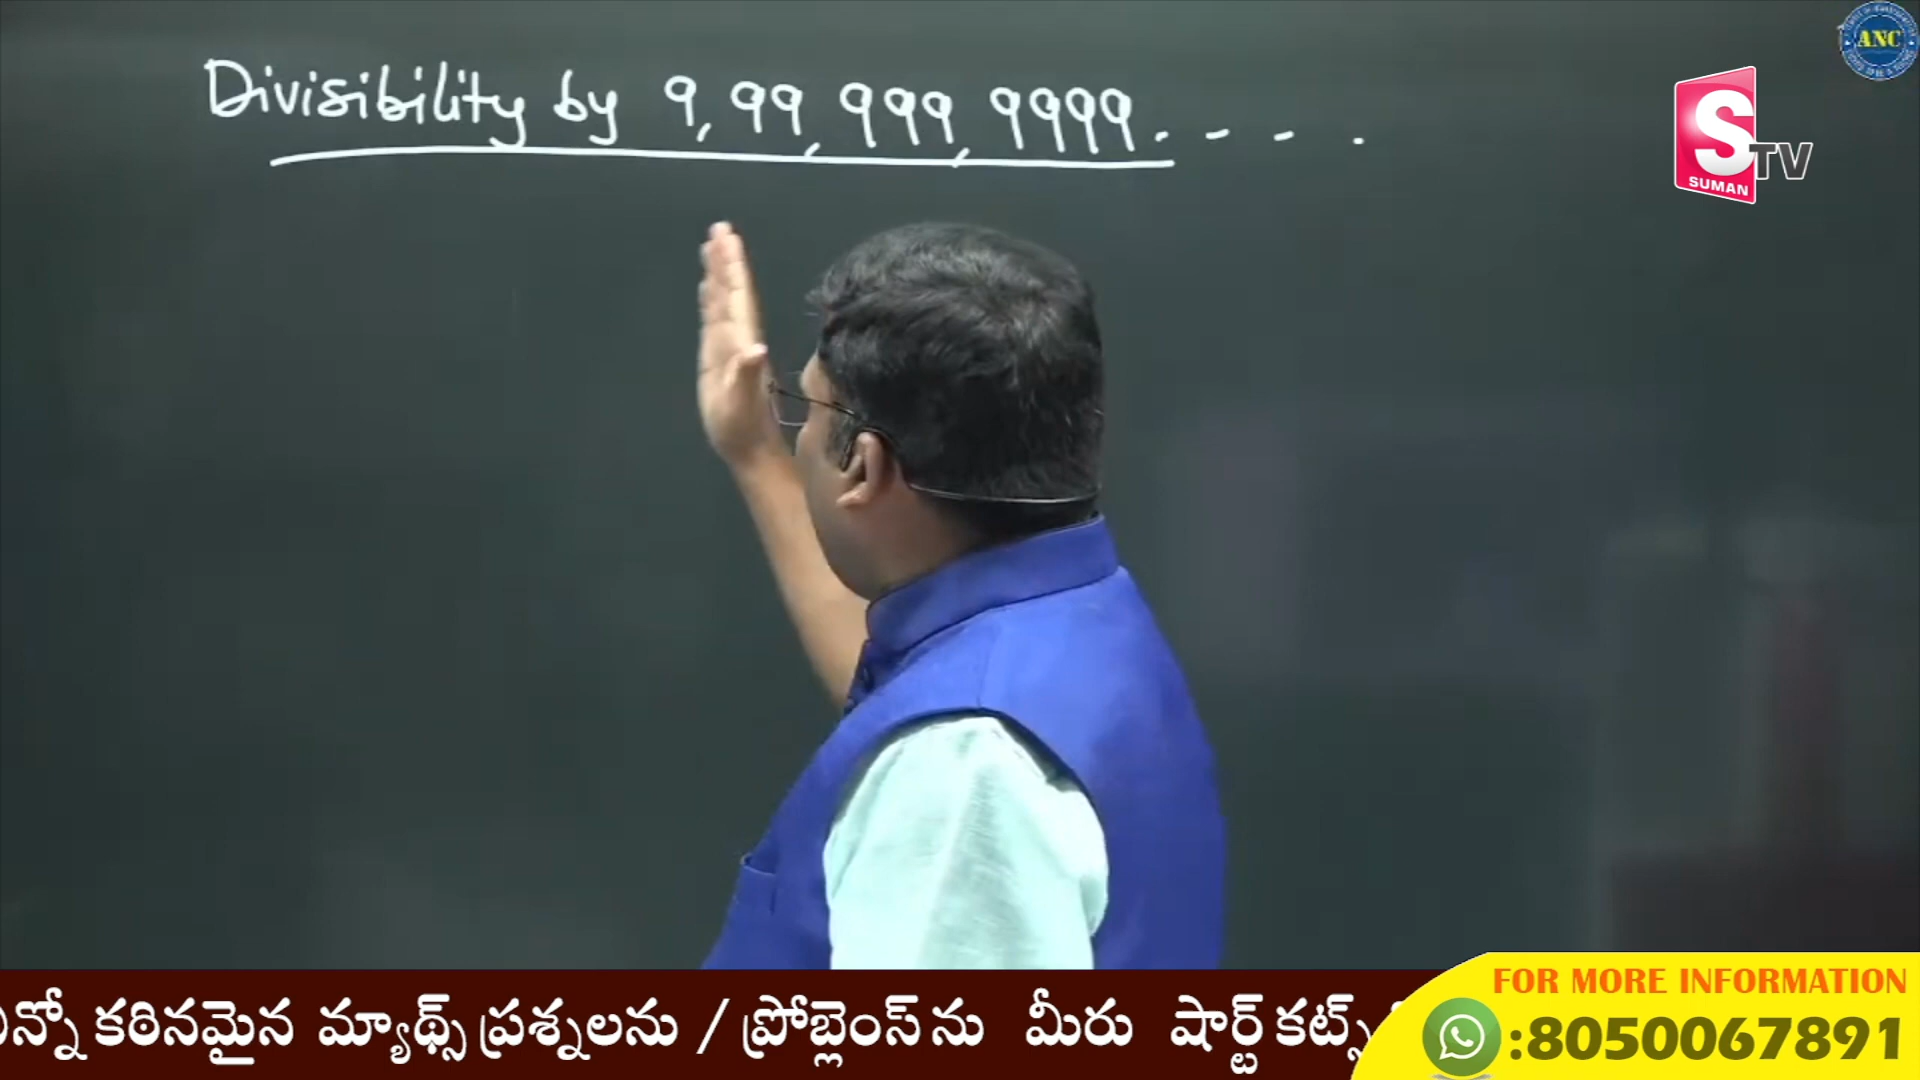 Divisibility by 9, 99, 999, 9999. - - .
ANC
S TV
SUMAN
న్నో కఠినమైన మ్యాథ్స్ ప్రశ్నలను / ప్రోబ్లెంస్ ను మీరు షార్ట్ కట్స్
FOR MORE INFORMATION
:8050067891